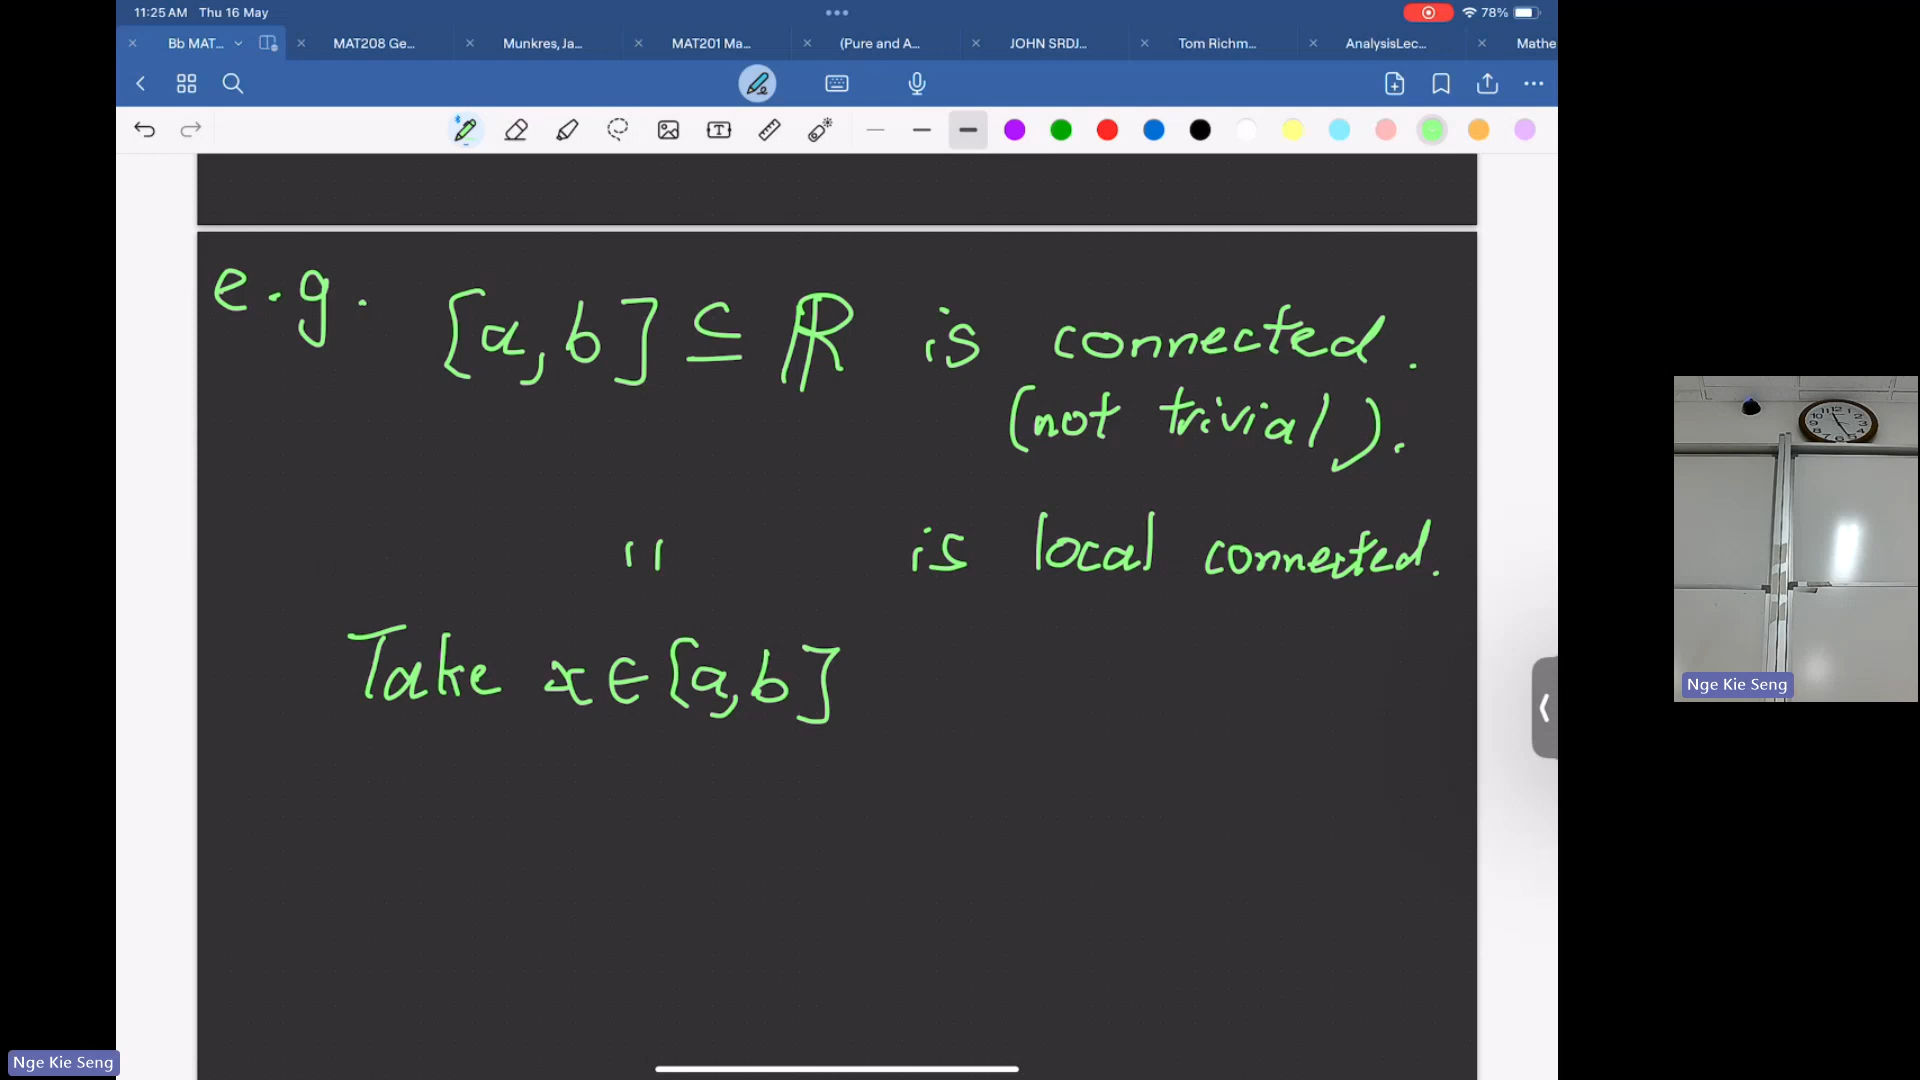 11:25 AM Thu 16 May
78%
Bb MAT...
MAT208 Ge...
Munkres, Ja...
MAT201 Ma...
(Pure and A...
JOHN SRDJ...
Tom Richm...
AnalysisLec...
Mathe
e.g. [a,b] ⊆ ℝ is connected.
(not trivial).
" is local connected.
Take x ∈ [a,b]
Nge Kie Seng
Nge Kie Seng